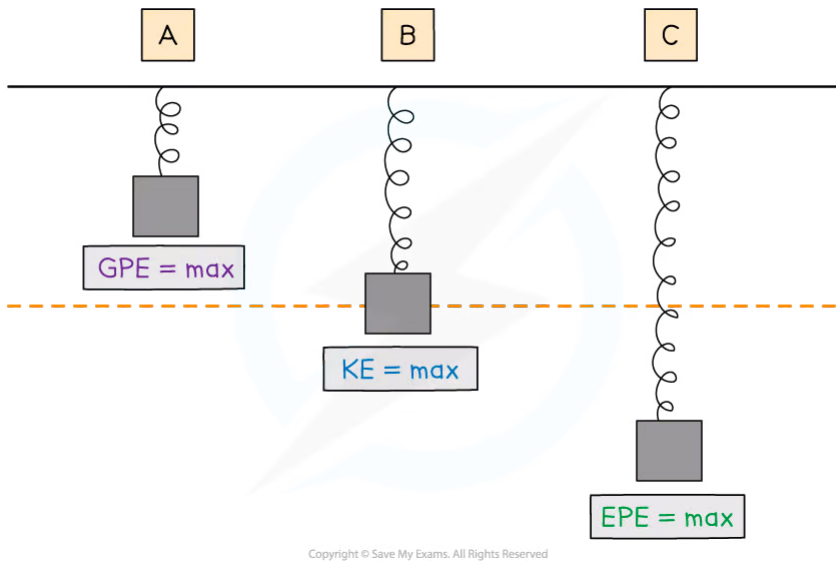 A B C
GPE = max
KE = max
EPE = max
Copyright © Save My Exams. All Rights Reserved